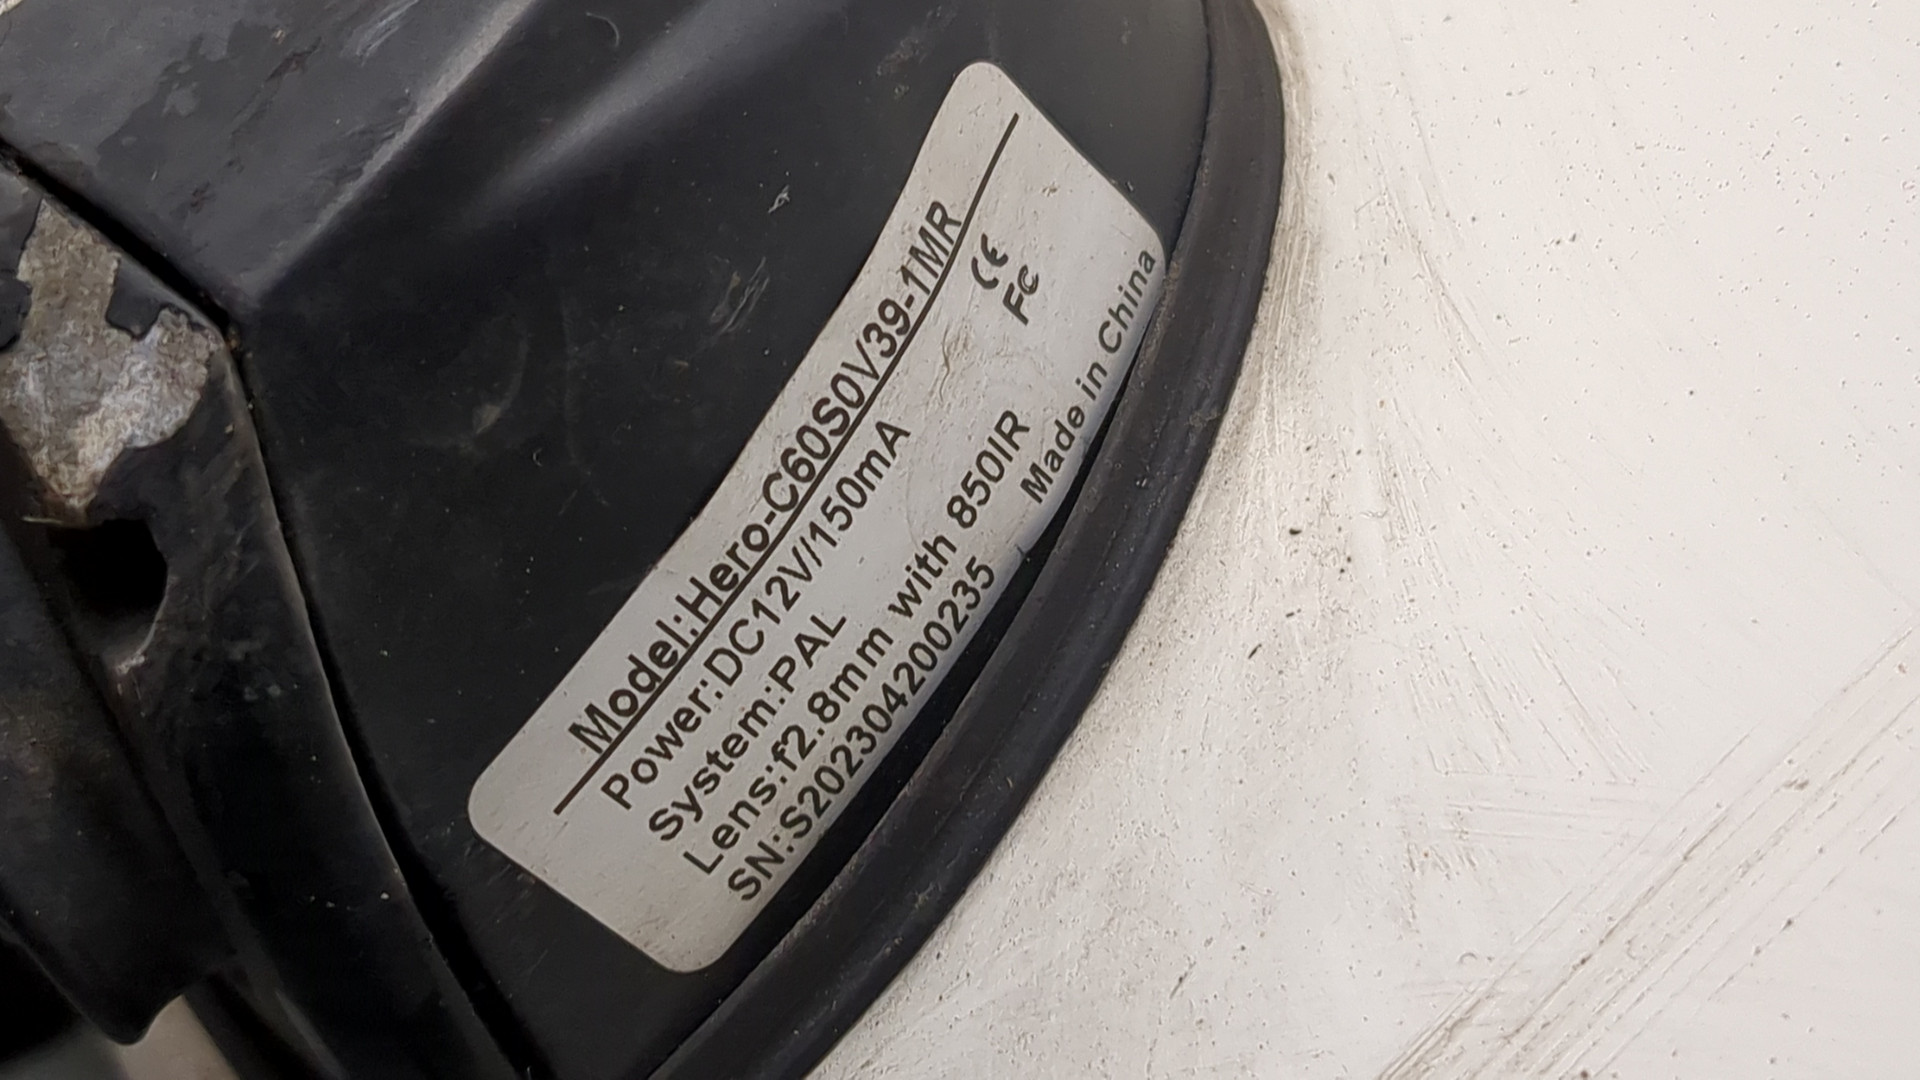 Model:Hero-C60S0V39-1MR
Power:DC12V//150mA
System:PAL
Lens:f2.8mm with 850IR
SN:S202304200235
CE
FC
Made in China